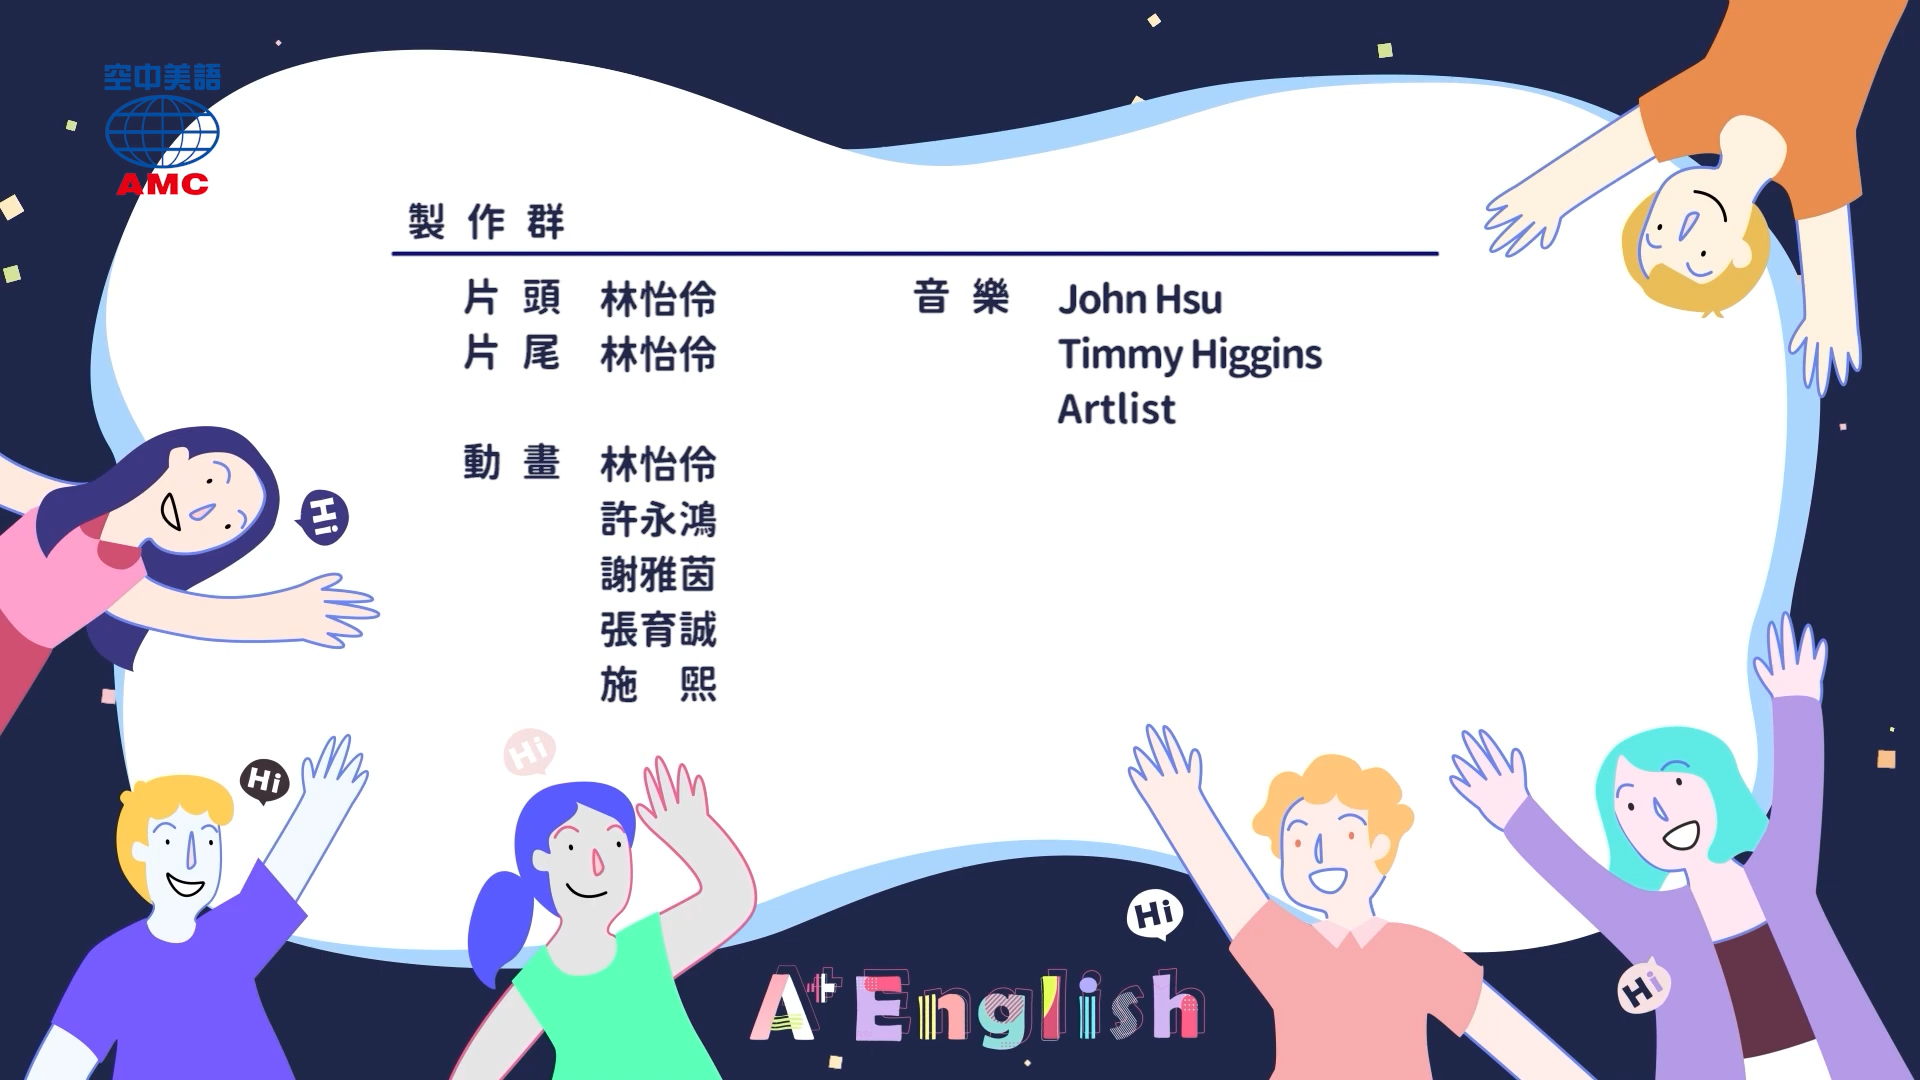 空中美語
AMC
製作群
片頭 林怡伶
片尾 林怡伶
動畫 林怡伶
許永鴻
謝雅茵
張育誠
施 熙
音樂 John Hsu
Timmy Higgins
Artlist
Hi
Hi
Hi
Hi
Hi
A+ English